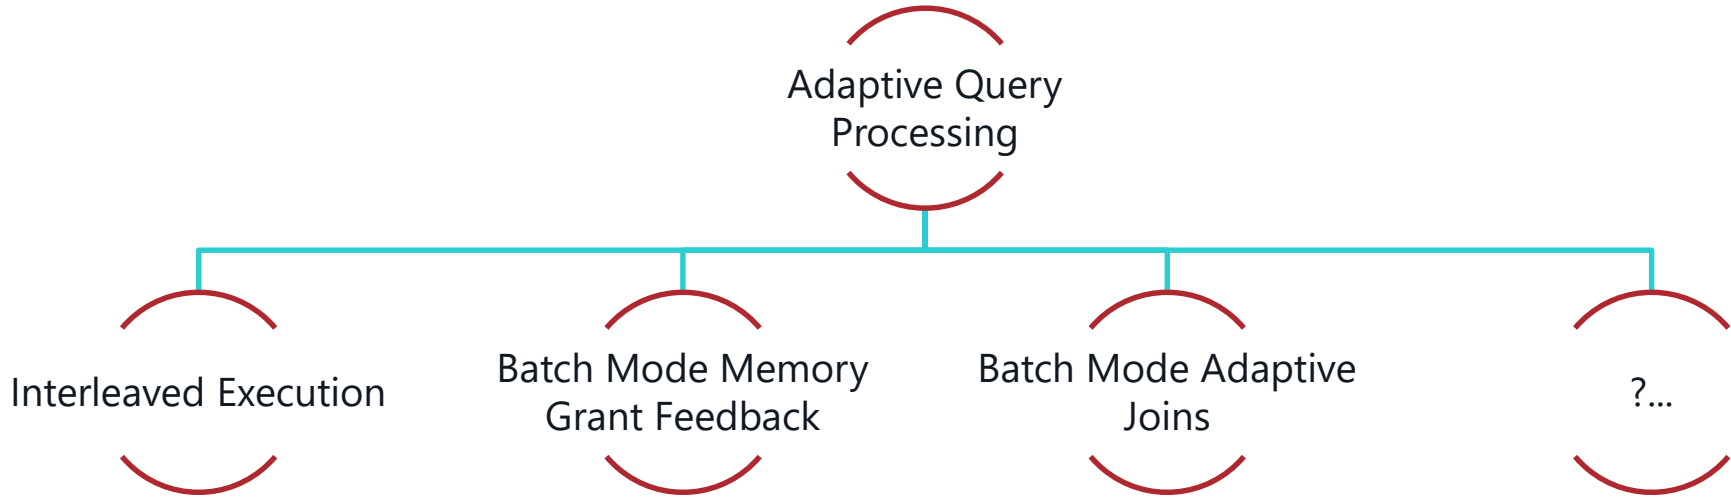 Adaptive Query
Processing
Interleaved Execution
Batch Mode Memory
Grant Feedback
Batch Mode Adaptive
Joins
?...